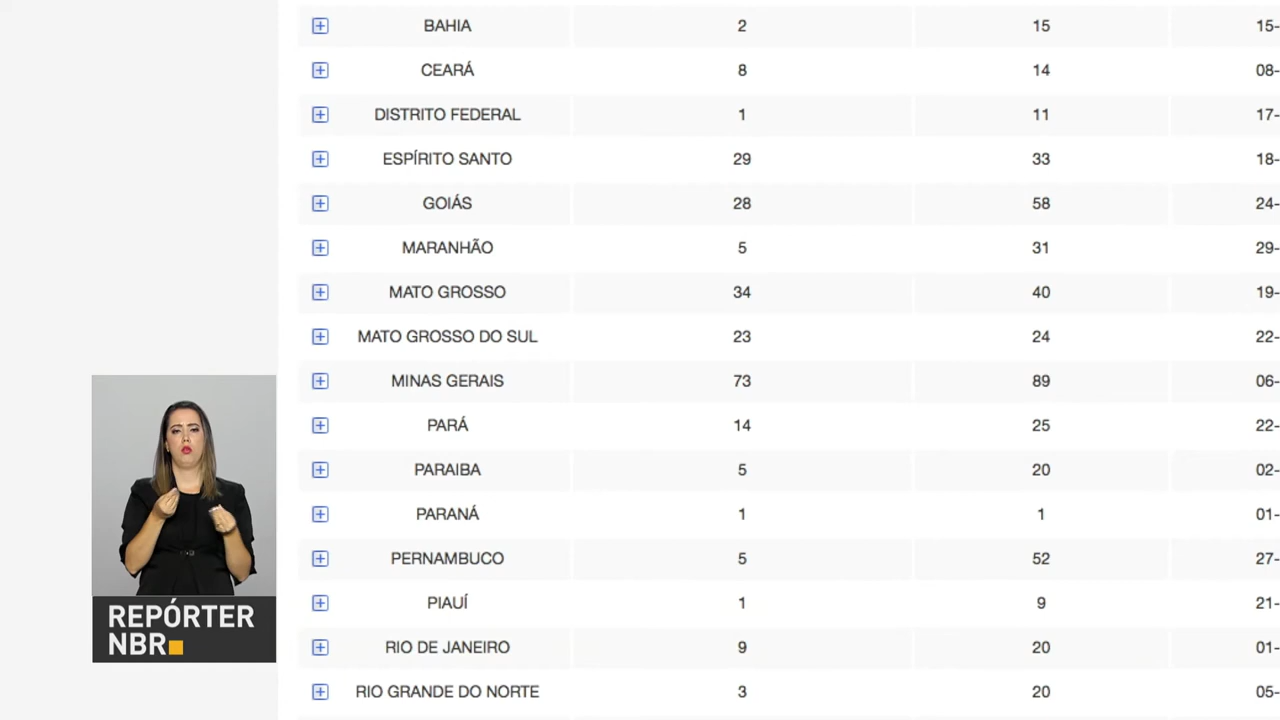 BAHIA 2 15 15-
CEARÁ 8 14 08-
DISTRITO FEDERAL 1 11 17-
ESPÍRITO SANTO 29 33 18-
GOIÁS 28 58 24-
MARANHÃO 5 31 29-
MATO GROSSO 34 40 19-
MATO GROSSO DO SUL 23 24 22-
MINAS GERAIS 73 89 06-
PARÁ 14 25 22-
PARAIBA 5 20 02-
PARANÁ 1 1 01-
PERNAMBUCO 5 52 27-
PIAUÍ 1 9 21-
RIO DE JANEIRO 9 20 01-
RIO GRANDE DO NORTE 3 20 05-
REPÓRTER
NBR